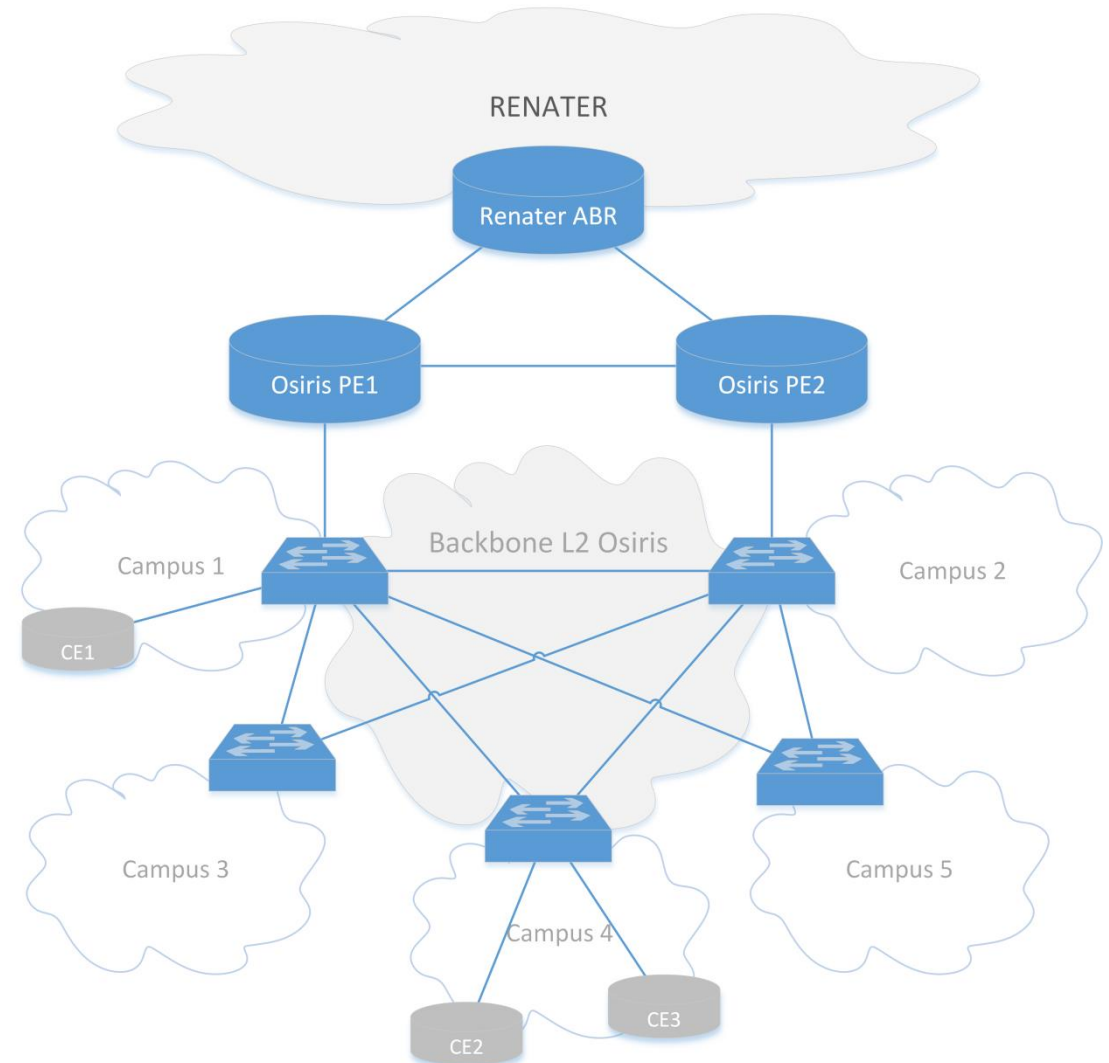 RENATER
Renater ABR
Osiris PE1
Osiris PE2
Backbone L2 Osiris
Campus 1
Campus 2
CE1
Campus 3
Campus 5
Campus 4
CE3
CE2